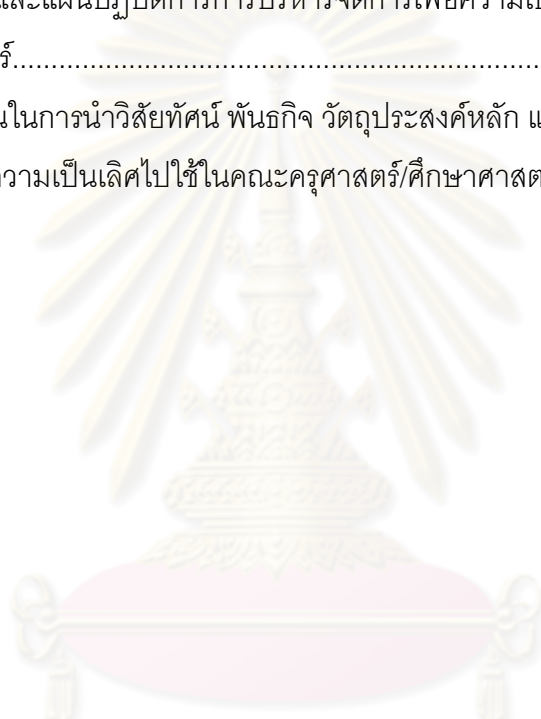 และแผนปฏิบัติการการบริหารจัดการเพื่อความเป็
ร์................................................................
นในการนำวิสัยทัศน์ พันธกิจ วัตถุประสงค์หลัก แ
ความเป็นเลิศไปใช้ในคณะครุศาสตร์/ศึกษาศาสต